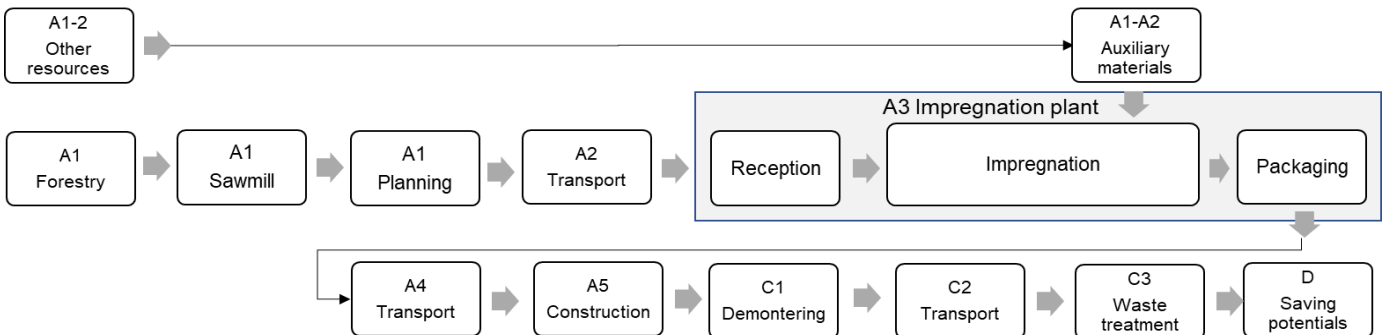 A1-2
Other
resources
A1-A2
Auxiliary
materials
A3 Impregnation plant
A1
Forestry
A1
Sawmill
A1
Planning
A2
Transport
Reception
Impregnation
Packaging
A4
Transport
A5
Construction
C1
Demontering
C2
Transport
C3
Waste
treatment
D
Saving
potentials